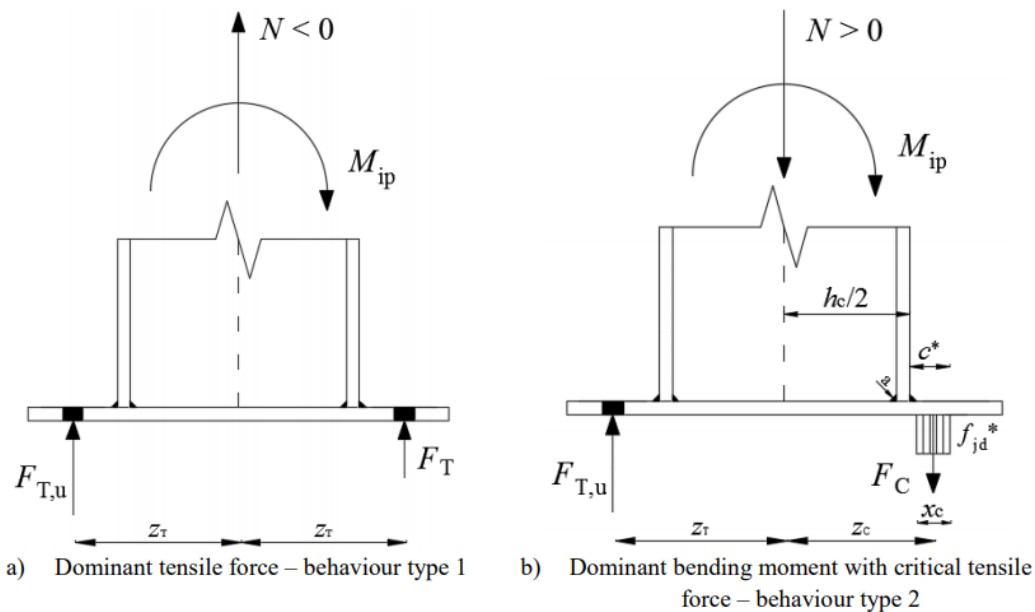 N < 0
M_ip
F_T,u
F_T
z_T
z_T
a) Dominant tensile force – behaviour type 1
N > 0
M_ip
h_c/2
c*
a
f_jd*
F_T,u
F_C
x_c
z_T
z_c
b) Dominant bending moment with critical tensile
force – behaviour type 2